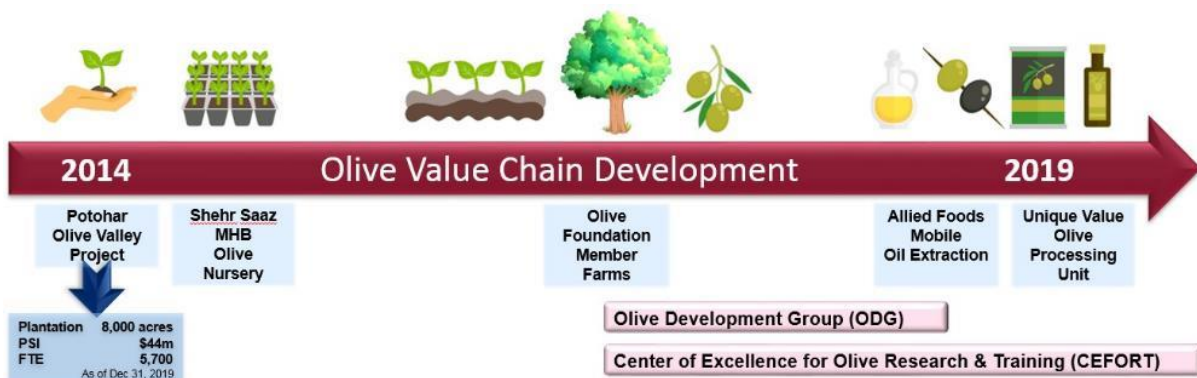 2014 Olive Value Chain Development 2019
Potohar
Olive Valley
Project
Shehr Saaz
MHB
Olive
Nursery
Olive
Foundation
Member
Farms
Allied Foods
Mobile
Oil Extraction
Unique Value
Olive
Processing
Unit
Plantation 8,000 acres
PSI $44m
FTE 5,700
As of Dec 31, 2019
Olive Development Group (ODG)
Center of Excellence for Olive Research & Training (CEFORT)